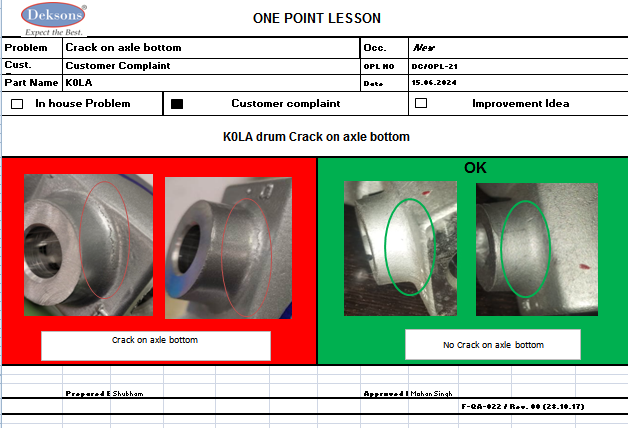 Deksons
Expect the Best.
ONE POINT LESSON
Problem Crack on axle bottom Occ. New
Cust. Customer Complaint OPL NO DC/OPL-21
Part Name K0LA Date 15.06.2024
In house Problem Customer complaint Improvement Idea
K0LA drum Crack on axle bottom
OK
Crack on axle bottom
No Crack on axle bottom
Prepared Shubham Approved Mohan Singh
F-QA-022 / Rev. 00 (28.10.17)